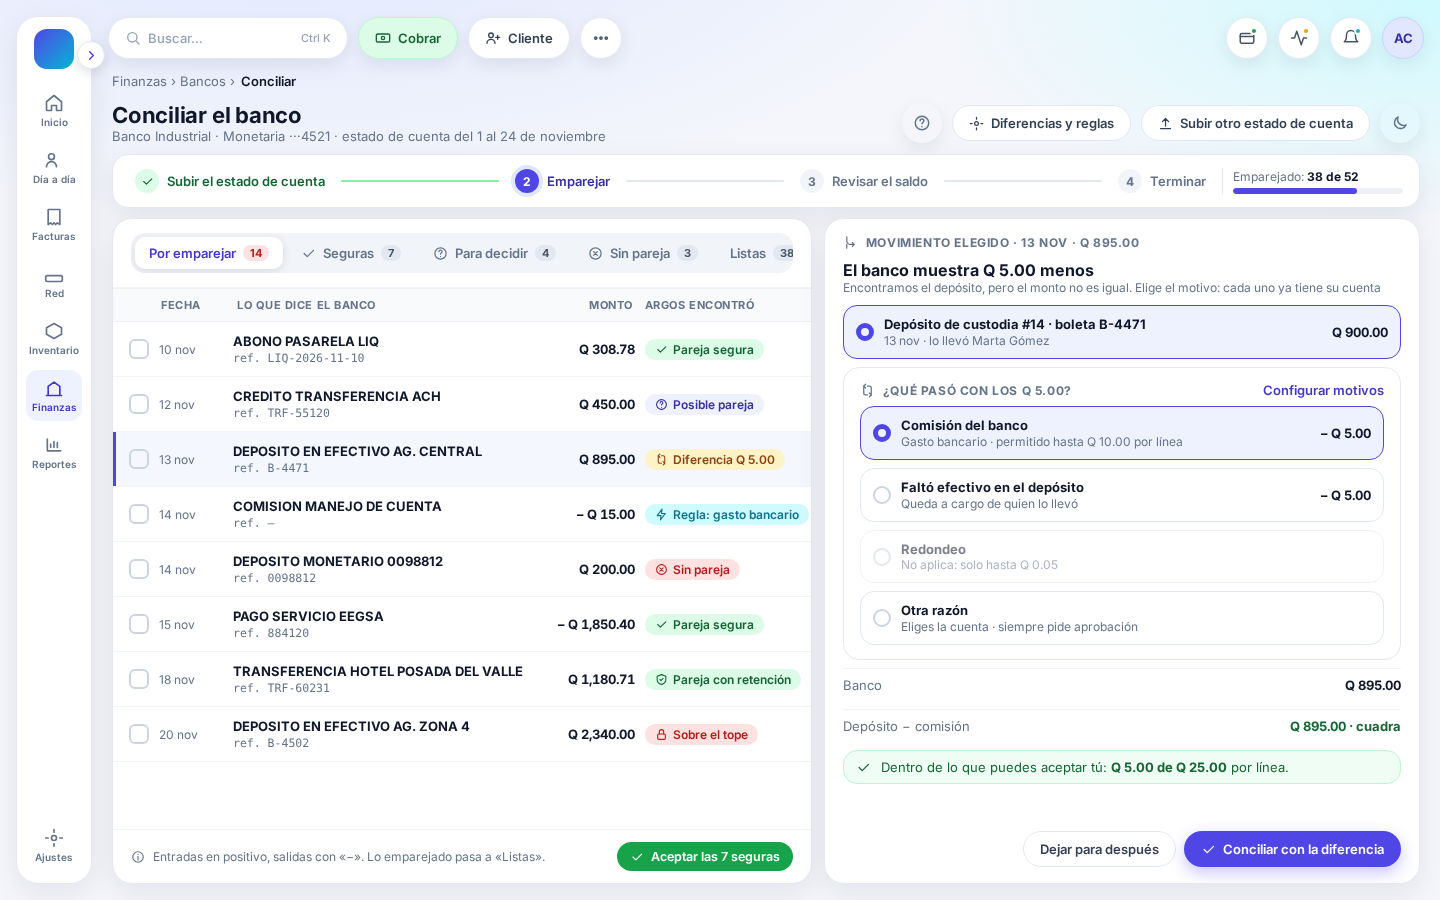 Buscar...
Ctrl K
Cobrar
Cliente
AC
Inicio
Día a día
Facturas
Red
Inventario
Finanzas
Reportes
Ajustes
Finanzas › Bancos › Conciliar
Conciliar el banco
Banco Industrial · Monetaria ···4521 · estado de cuenta del 1 al 24 de noviembre
Diferencias y reglas
Subir otro estado de cuenta
Subir el estado de cuenta
2 Emparejar
3 Revisar el saldo
4 Terminar
Emparejado: 38 de 52
Por emparejar 14
Seguras 7
Para decidir 4
Sin pareja 3
Listas 38
FECHA LO QUE DICE EL BANCO MONTO ARGOS ENCONTRÓ
10 nov ABONO PASARELA LIQ Q 308.78 Pareja segura
ref. LIQ-2026-11-10
12 nov CREDITO TRANSFERENCIA ACH Q 450.00 Posible pareja
ref. TRF-55120
13 nov DEPOSITO EN EFECTIVO AG. CENTRAL Q 895.00 Diferencia Q 5.00
ref. B-4471
14 nov COMISION MANEJO DE CUENTA – Q 15.00 Regla: gasto bancario
ref. —
14 nov DEPOSITO MONETARIO 0098812 Q 200.00 Sin pareja
ref. 0098812
15 nov PAGO SERVICIO EEGSA – Q 1,850.40 Pareja segura
ref. 884120
18 nov TRANSFERENCIA HOTEL POSADA DEL VALLE Q 1,180.71 Pareja con retención
ref. TRF-60231
20 nov DEPOSITO EN EFECTIVO AG. ZONA 4 Q 2,340.00 Sobre el tope
ref. B-4502
Entradas en positivo, salidas con «–». Lo emparejado pasa a «Listas».
Aceptar las 7 seguras
MOVIMIENTO ELEGIDO · 13 NOV · Q 895.00
El banco muestra Q 5.00 menos
Encontramos el depósito, pero el monto no es igual. Elige el motivo: cada uno ya tiene su cuenta
Depósito de custodia #14 · boleta B-4471
13 nov · lo llevó Marta Gómez
Q 900.00
¿QUÉ PASÓ CON LOS Q 5.00?
Configurar motivos
Comisión del banco
Gasto bancario · permitido hasta Q 10.00 por línea
– Q 5.00
Faltó efectivo en el depósito
Queda a cargo de quien lo llevó
– Q 5.00
Redondeo
No aplica: solo hasta Q 0.05
Otra razón
Eliges la cuenta · siempre pide aprobación
Banco Q 895.00
Depósito – comisión Q 895.00 · cuadra
Dentro de lo que puedes aceptar tú: Q 5.00 de Q 25.00 por línea.
Dejar para después
Conciliar con la diferencia